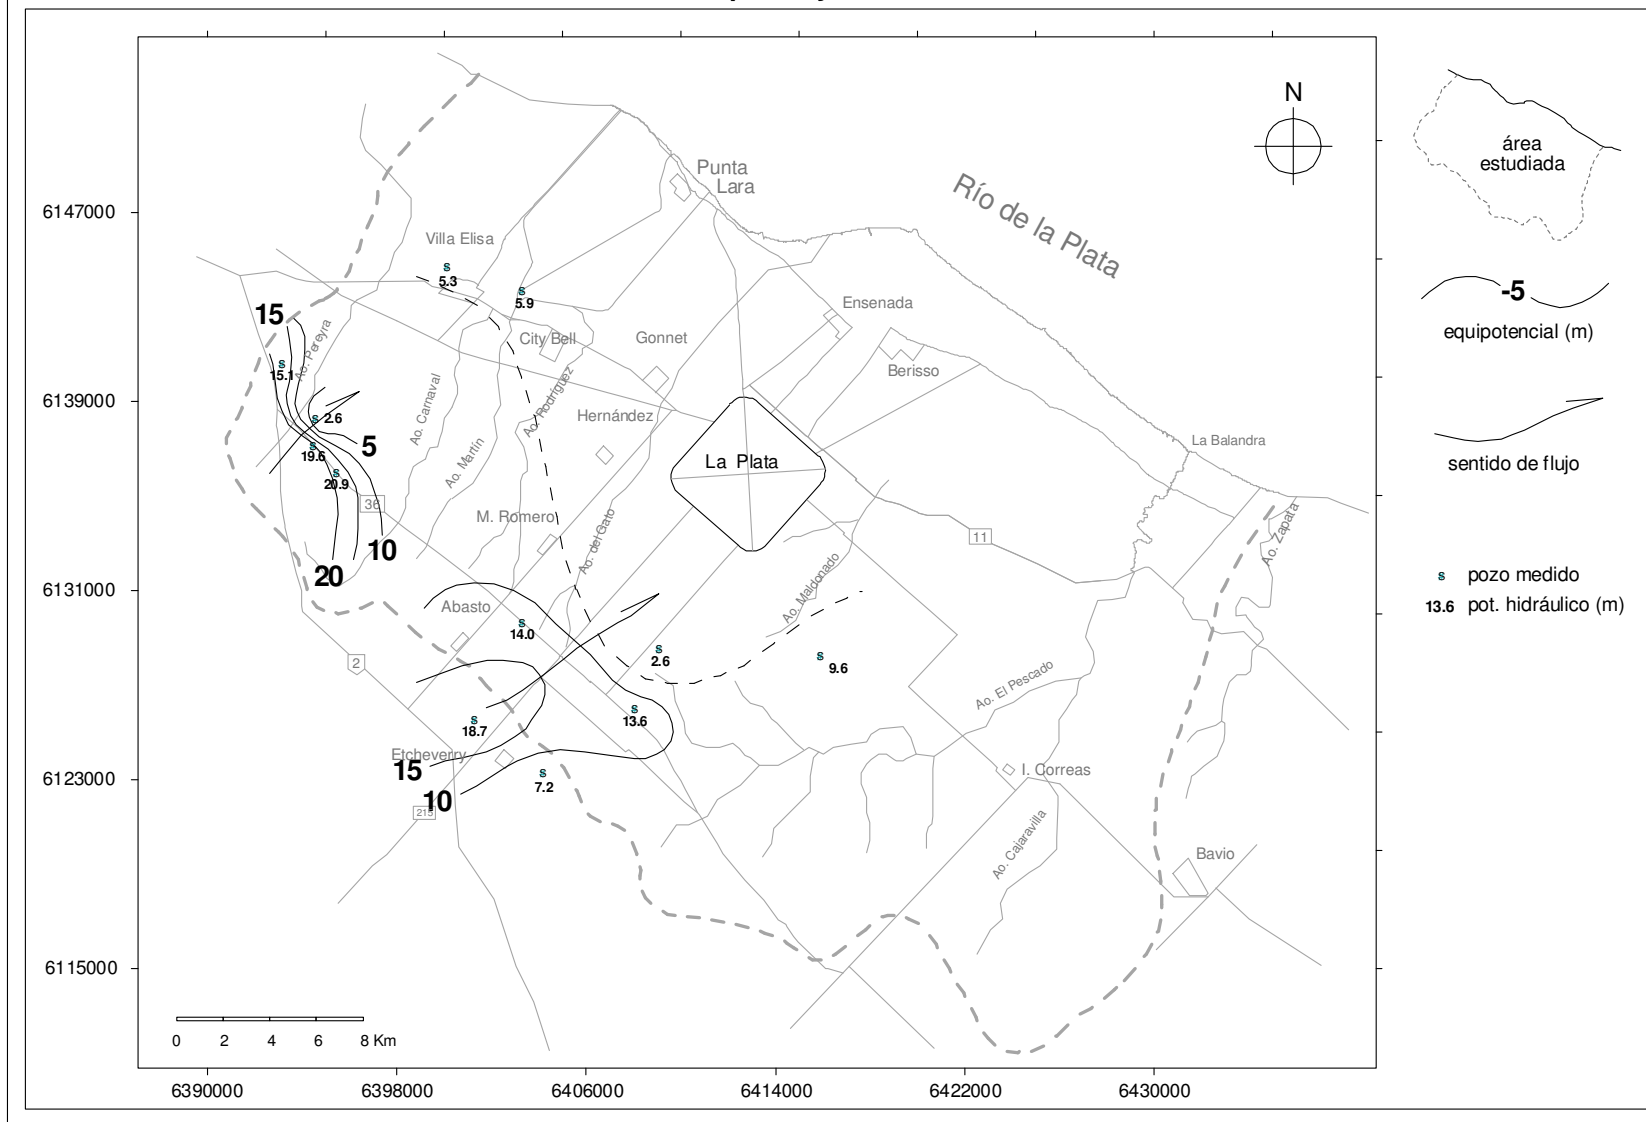 N
Punta
Lara
Río de la Plata
área
estudiada
6147000
Villa Elisa
5.3
5.9
-5
equipotencial (m)
Ensenada
15
Ao. Pereyra
City Bell
Gonnet
Berisso
15.1
6139000
2.6
5
Ao. Carnaval
Ao. Rodríguez
Hernández
La Balandra
19.6
Ao. Martín
La Plata
sentido de flujo
20.9
36
M. Romero
Ao. del Gato
11
Ao. Zapata
10
20
s pozo medido
6131000
Abasto
Ao. Maldonado
13.6 pot. hidráulico (m)
14.0
2
2.6
9.6
Ao. El Pescado
18.7
13.6
Etcheverry
15
6123000
7.2
I. Correas
10
215
Ao. Cajaravilla
Bavio
6115000
0 2 4 6 8 Km
6390000 6398000 6406000 6414000 6422000 6430000